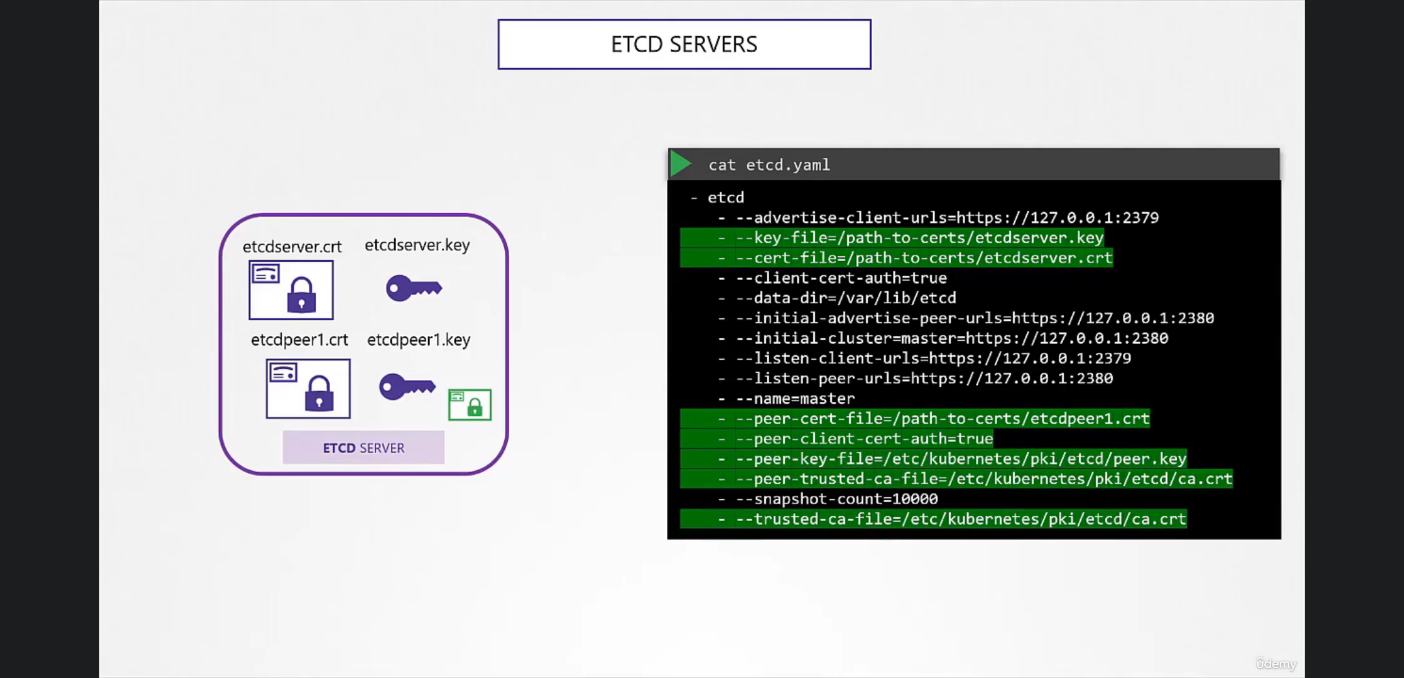 ETCD SERVERS
etcdserver.crt
etcdserver.key
etcdpeer1.crt
etcdpeer1.key
ETCD SERVER
cat etcd.yaml
- etcd
- --advertise-client-urls=https://127.0.0.1:2379
- --key-file=/path-to-certs/etcdserver.key
- --cert-file=/path-to-certs/etcdserver.crt
- --client-cert-auth=true
- --data-dir=/var/lib/etcd
- --initial-advertise-peer-urls=https://127.0.0.1:2380
- --initial-cluster=master=https://127.0.0.1:2380
- --listen-client-urls=https://127.0.0.1:2379
- --listen-peer-urls=https://127.0.0.1:2380
- --name=master
- --peer-cert-file=/path-to-certs/etcdpeer1.crt
- --peer-client-cert-auth=true
- --peer-key-file=/etc/kubernetes/pki/etcd/peer.key
- --peer-trusted-ca-file=/etc/kubernetes/pki/etcd/ca.crt
- --snapshot-count=10000
- --trusted-ca-file=/etc/kubernetes/pki/etcd/ca.crt
ûdemy